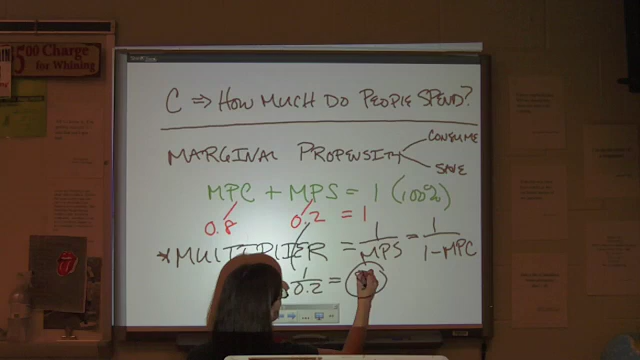 5.00 Charge
for Whining
C ⇒ HOW MUCH DO PEOPLE SPEND?
MARGINAL PROPENSITY
CONSUME
SAVE
MPC + MPS = 1 (100%)
0.8 0.2 = 1
*MULTIPLIER = 1/MPS = 1/1-MPC
1/0.2 =